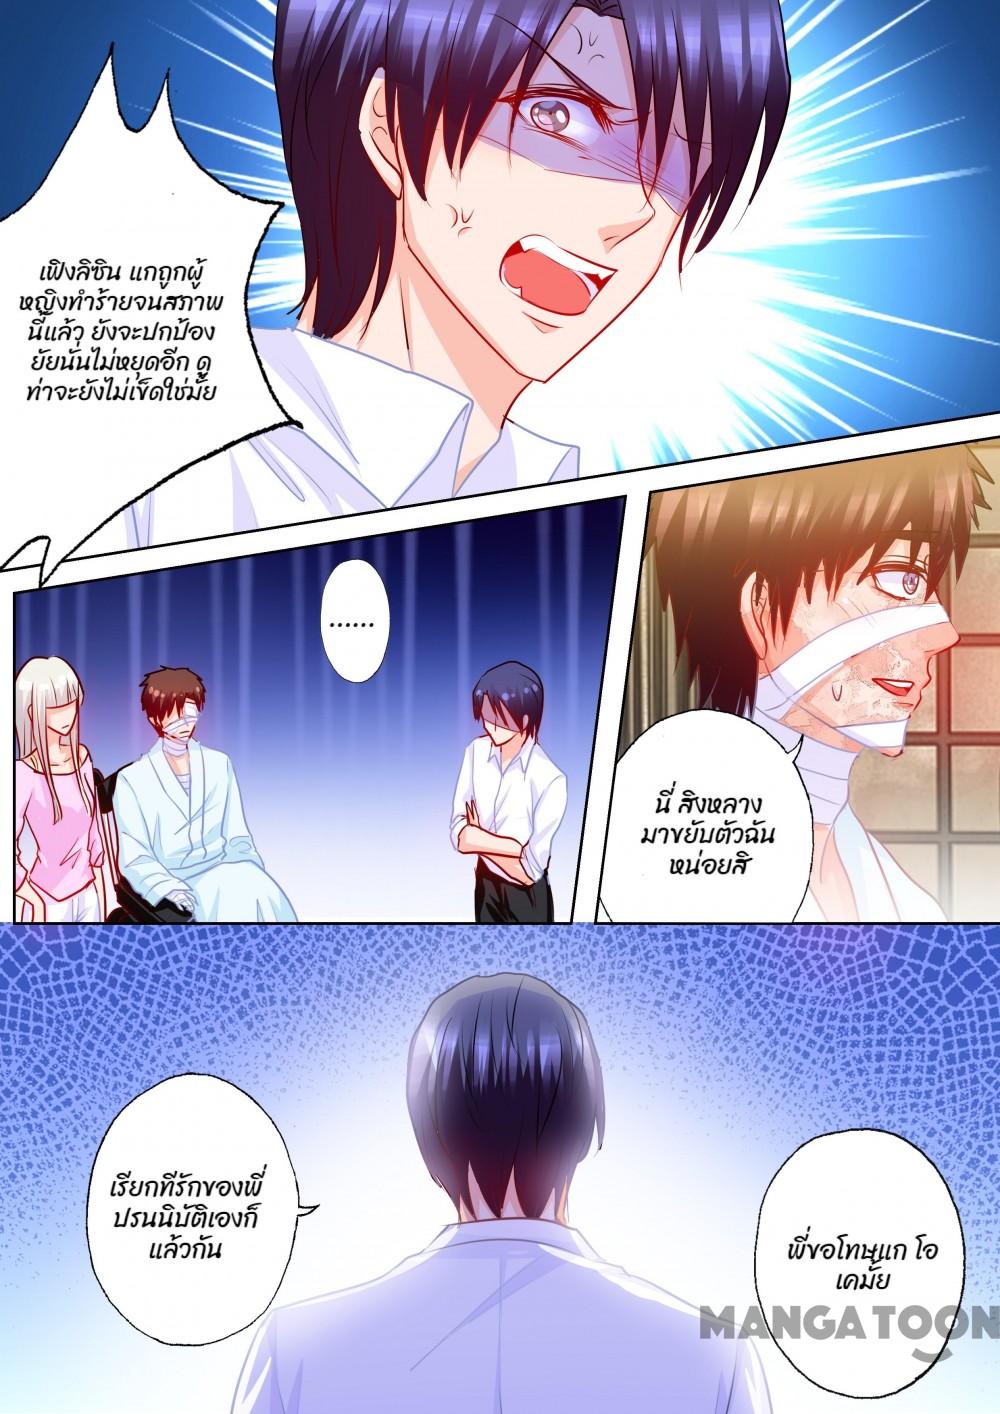 เฟิงลิซิน แกถูกผู้
หญิงทำร้ายจนสภาพ
นี้แล้ว ยังจะปกป้อง
ยัยนั่นไม่หยุดอีก ดู
ท่าจะยังไม่เข็ดใช่มั้ย
......
นี่ สิงหลาง
มาขยับตัวฉัน
หน่อยสิ
เรียกทีรักของพี่
ปรนนิบัติเองก็
แล้วกัน
พี่ขอโทษแก โอ
เคมั้ย
MANGATOON